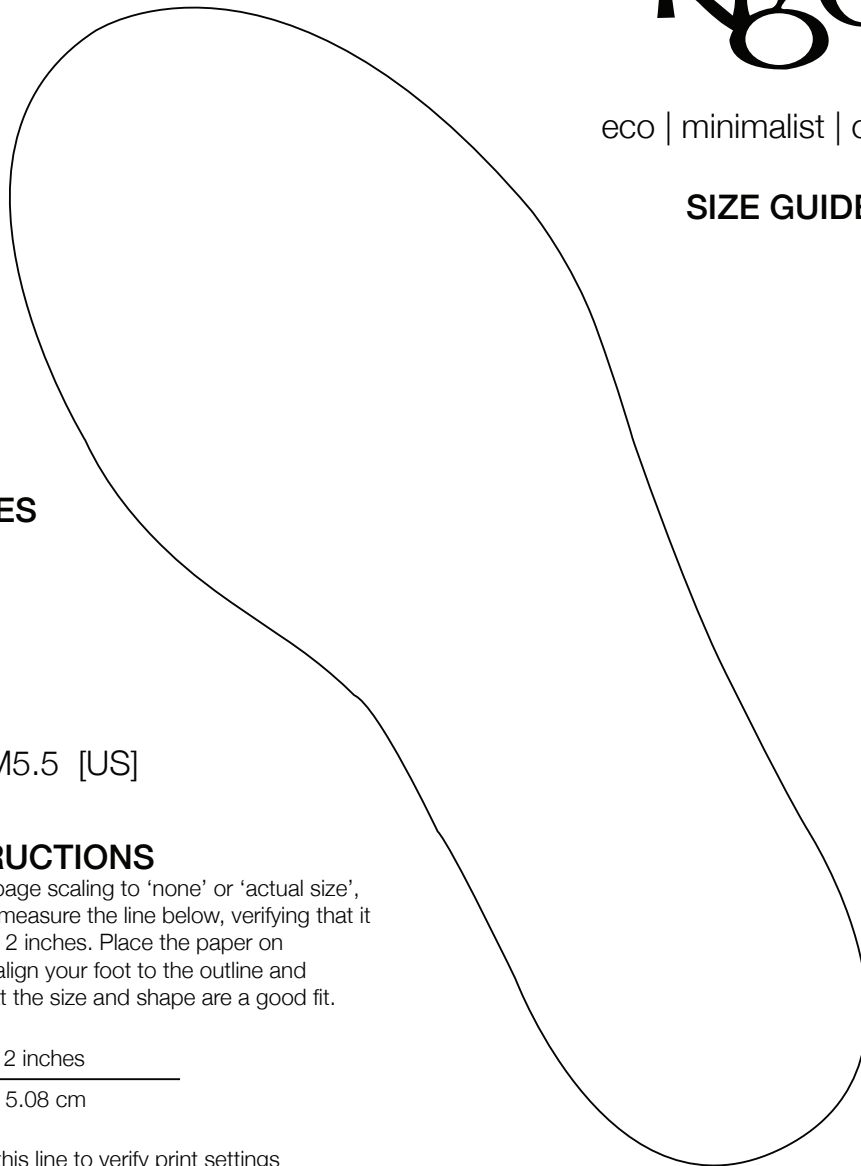 eco | minimalist |
SIZE GUIDE
ES
M5.5 [US]
RUCTIONS
page scaling to ‘none’ or ‘actual size’,
measure the line below, verifying that it
2 inches. Place the paper on
align your foot to the outline and
t the size and shape are a good fit.
2 inches
5.08 cm
this line to verify print settings